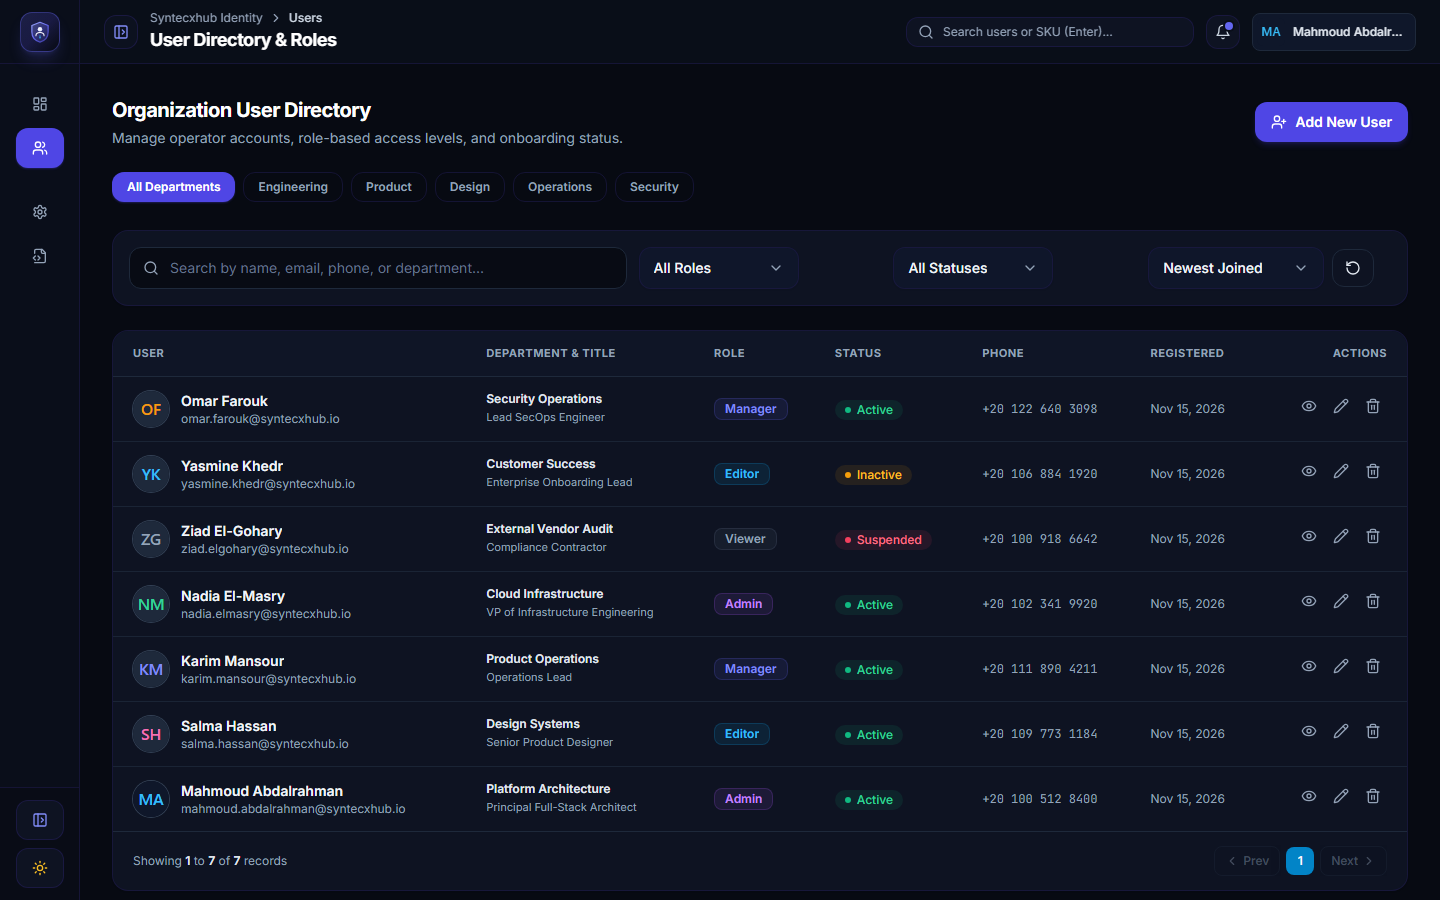 Syntecxhub Identity > Users
User Directory & Roles
Search users or SKU (Enter)...
MA Mahmoud Abdalr...
Organization User Directory
Manage operator accounts, role-based access levels, and onboarding status.
Add New User
All Departments Engineering Product Design Operations Security
Search by name, email, phone, or department... All Roles All Statuses Newest Joined
USER DEPARTMENT & TITLE ROLE STATUS PHONE REGISTERED ACTIONS
OF Omar Farouk Security Operations Manager Active +20 122 640 3098 Nov 15, 2026
omar.farouk@syntecxhub.io Lead SecOps Engineer
YK Yasmine Khedr Customer Success Editor Inactive +20 106 884 1920 Nov 15, 2026
yasmine.khedr@syntecxhub.io Enterprise Onboarding Lead
ZG Ziad El-Gohary External Vendor Audit Viewer Suspended +20 100 918 6642 Nov 15, 2026
ziad.elgohary@syntecxhub.io Compliance Contractor
NM Nadia El-Masry Cloud Infrastructure Admin Active +20 102 341 9920 Nov 15, 2026
nadia.elmasry@syntecxhub.io VP of Infrastructure Engineering
KM Karim Mansour Product Operations Manager Active +20 111 890 4211 Nov 15, 2026
karim.mansour@syntecxhub.io Operations Lead
SH Salma Hassan Design Systems Editor Active +20 109 773 1184 Nov 15, 2026
salma.hassan@syntecxhub.io Senior Product Designer
MA Mahmoud Abdalrahman Platform Architecture Admin Active +20 100 512 8400 Nov 15, 2026
mahmoud.abdalrahman@syntecxhub.io Principal Full-Stack Architect
Showing 1 to 7 of 7 records
Prev 1 Next